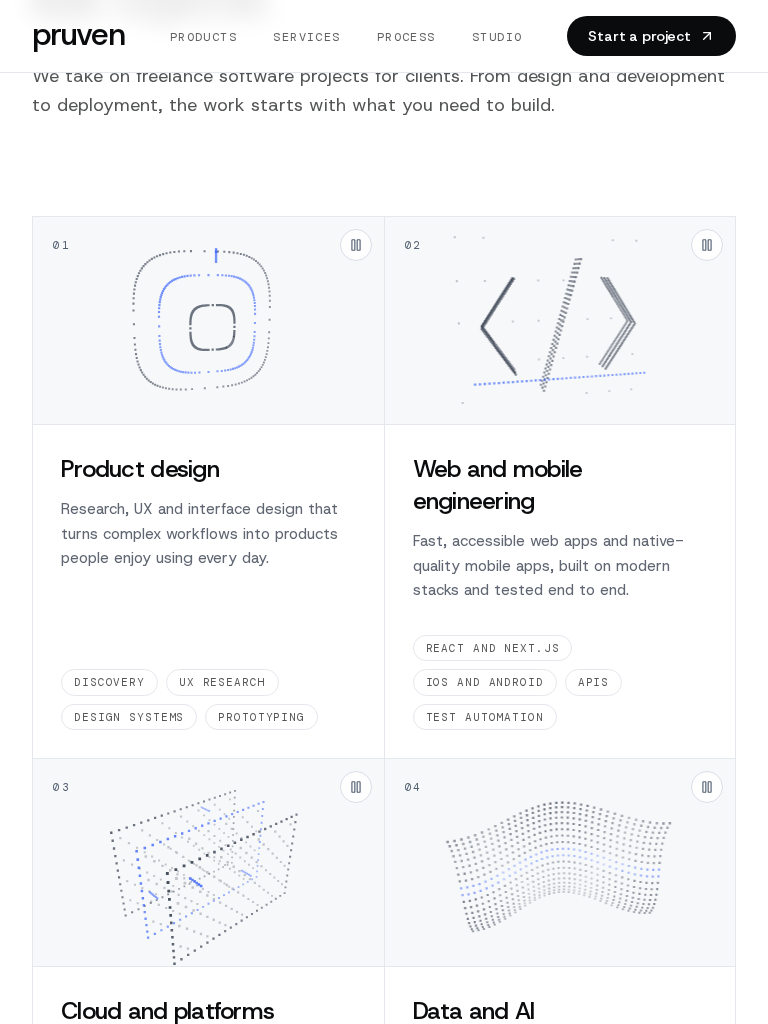 pruven
PRODUCTS
SERVICES
PROCESS
STUDIO
Start a project
We take on freelance software projects for clients. From design and development
to deployment, the work starts with what you need to build.
01
02
Product design
Research, UX and interface design that
turns complex workflows into products
people enjoy using every day.
DISCOVERY
UX RESEARCH
DESIGN SYSTEMS
PROTOTYPING
Web and mobile
engineering
Fast, accessible web apps and native-
quality mobile apps, built on modern
stacks and tested end to end.
REACT AND NEXT.JS
IOS AND ANDROID
APIS
TEST AUTOMATION
03
04
Cloud and platforms
Data and AI